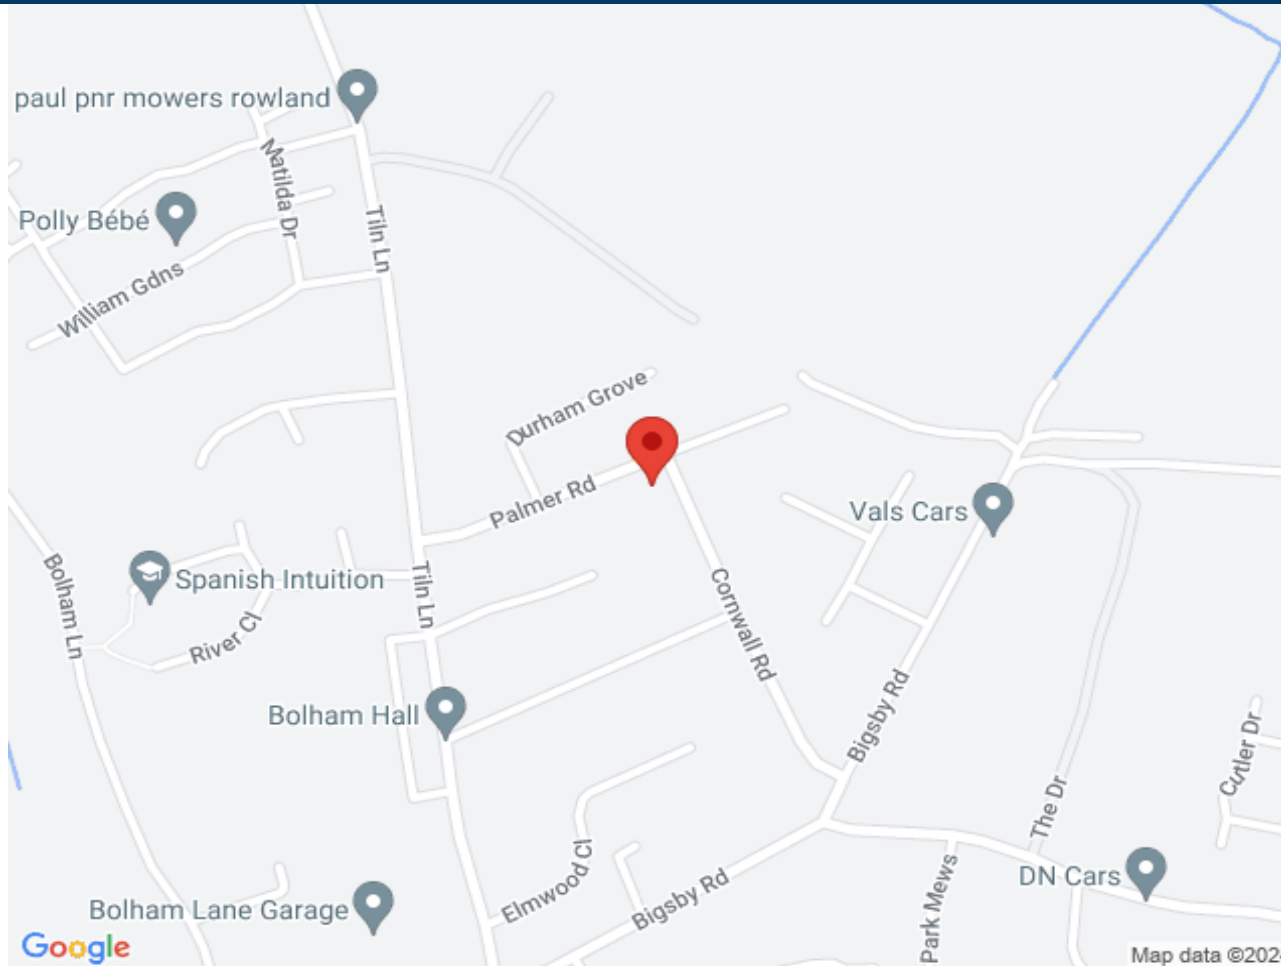 paul pnr mowers rowland
Matilda Dr
Polly Bébé
Tiln Ln
William Gdns
Durham Grove
Palmer Rd
Vals Cars
Bolham Ln
Spanish Intuition
Tiln Ln
River Cl
Cornwall Rd
Bolham Hall
Bigsby Rd
Cutler Dr
The Dr
Elmwood Cl
Bigsby Rd
Park Mews
DN Cars
Bolham Lane Garage
Google
Map data ©202